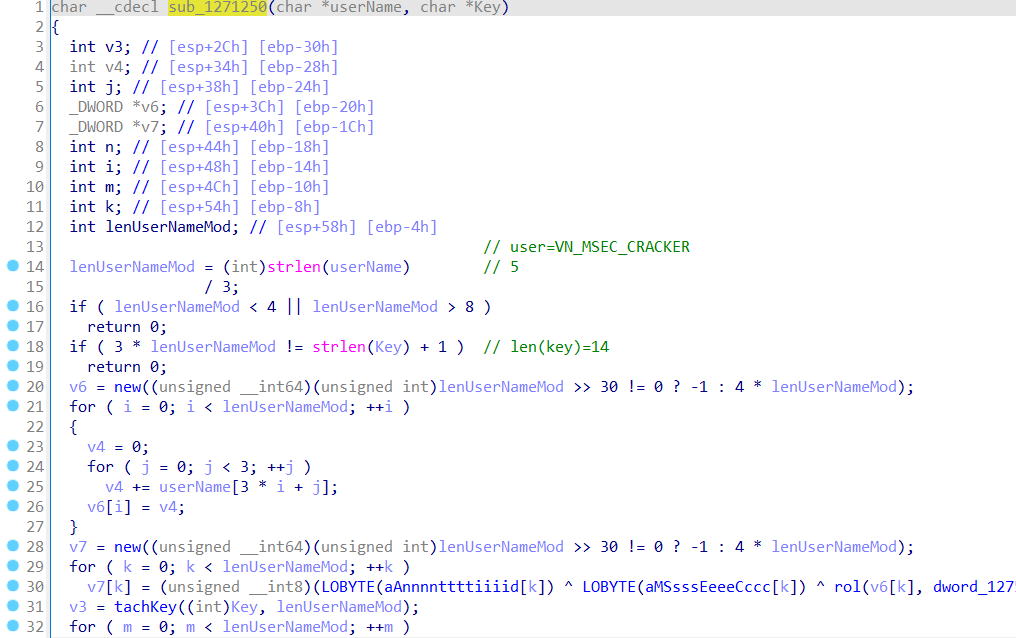 1 char __cdecl sub_1271250(char *userName, char *Key)
2 {
3 int v3; // [esp+2Ch] [ebp-30h]
4 int v4; // [esp+34h] [ebp-28h]
5 int j; // [esp+38h] [ebp-24h]
6 _DWORD *v6; // [esp+3Ch] [ebp-20h]
7 _DWORD *v7; // [esp+40h] [ebp-1Ch]
8 int n; // [esp+44h] [ebp-18h]
9 int i; // [esp+48h] [ebp-14h]
10 int m; // [esp+4Ch] [ebp-10h]
11 int k; // [esp+54h] [ebp-8h]
12 int lenUserNameMod; // [esp+58h] [ebp-4h]
13 // user=VN_MSEC_CRACKER
14 lenUserNameMod = (int)strlen(userName) // 5
15 / 3;
16 if ( lenUserNameMod < 4 || lenUserNameMod > 8 )
17 return 0;
18 if ( 3 * lenUserNameMod != strlen(Key) + 1 ) // len(key)=14
19 return 0;
20 v6 = new((unsigned __int64)(unsigned int)lenUserNameMod >> 30 != 0 ? -1 : 4 * lenUserNameMod);
21 for ( i = 0; i < lenUserNameMod; ++i )
22 {
23 v4 = 0;
24 for ( j = 0; j < 3; ++j )
25 v4 += userName[3 * i + j];
26 v6[i] = v4;
27 }
28 v7 = new((unsigned __int64)(unsigned int)lenUserNameMod >> 30 != 0 ? -1 : 4 * lenUserNameMod);
29 for ( k = 0; k < lenUserNameMod; ++k )
30 v7[k] = (unsigned __int8)(LOBYTE(aAnnnnttttiiiid[k]) ^ LOBYTE(aMSsssEeeeCccc[k]) ^ rol(v6[k], dword_127
31 v3 = tachKey((int)Key, lenUserNameMod);
32 for ( m = 0; m < lenUserNameMod; ++m )